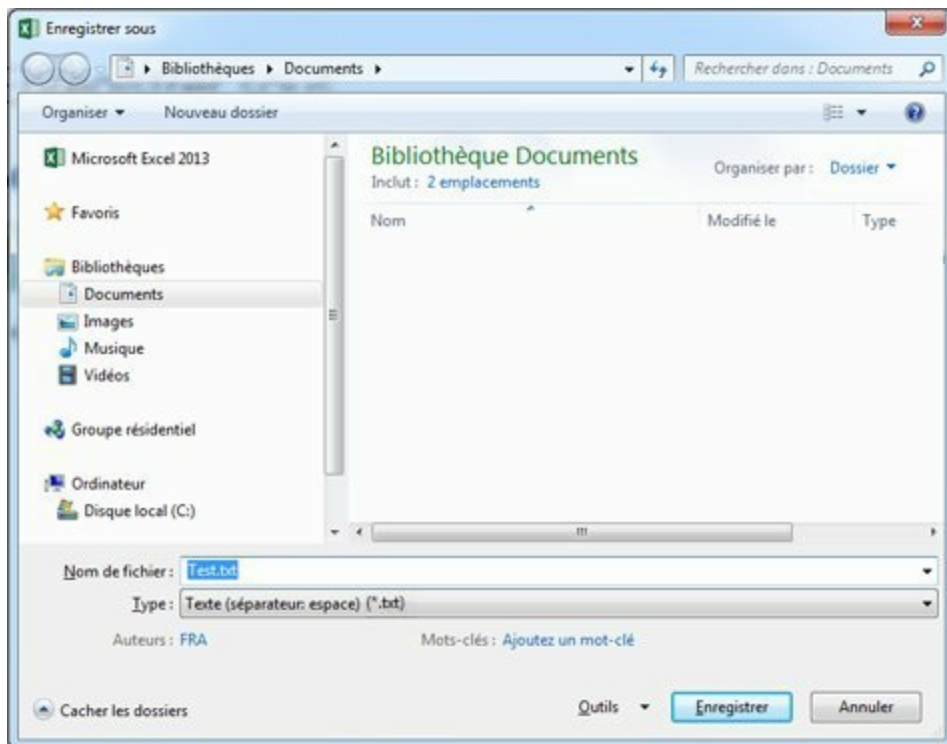 Enregistrer sous
Bibliothèques Documents
Rechercher dans : Documents
Organiser Nouveau dossier
Microsoft Excel 2013
Favoris
Bibliothèques
Documents
Images
Musique
Vidéos
Groupe résidentiel
Ordinateur
Disque local (C:)
Bibliothèque Documents
Inclut : 2 emplacements
Organiser par : Dossier
Nom Modifié le Type
Nom de fichier : Test.txt
Type : Texte (séparateur: espace) (*.txt)
Auteurs : FRA Mots-clés : Ajoutez un mot-clé
Cacher les dossiers Outils Enregistrer Annuler